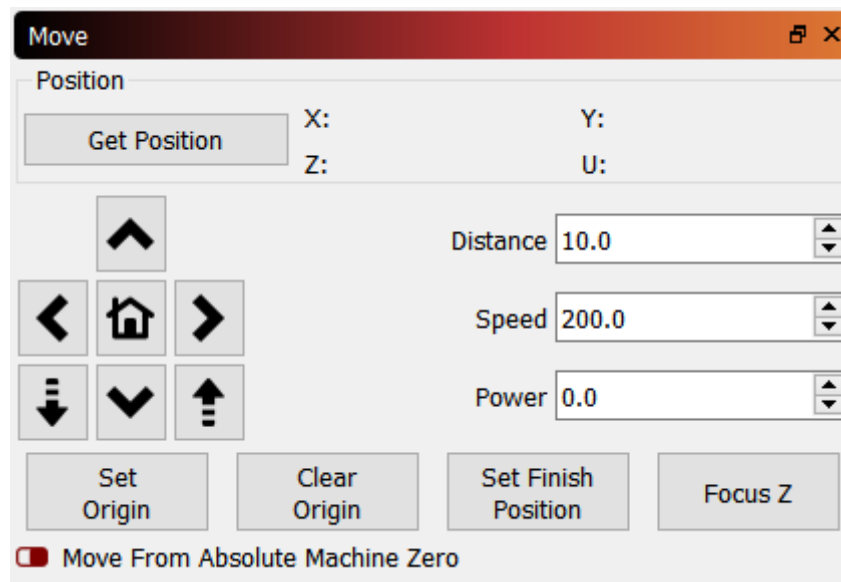 Move
Position
Get Position
X:
Y:
Z:
U:
Distance 10.0
Speed 200.0
Power 0.0
Set
Origin
Clear
Origin
Set Finish
Position
Focus Z
Move From Absolute Machine Zero